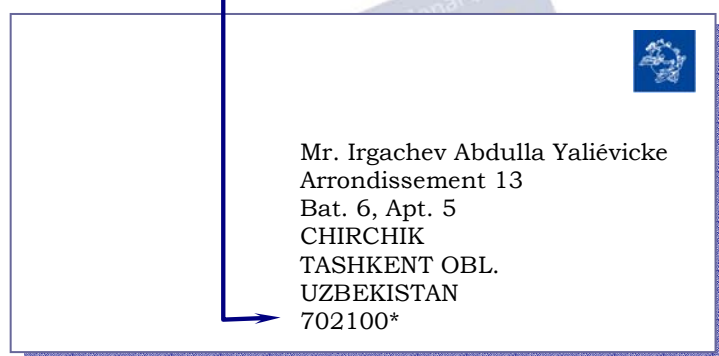 Mr. Irgachev Abdulla Yaliévicke
Arrondissement 13
Bat. 6, Apt. 5
CHIRCHIK
TASHKENT OBL.
UZBEKISTAN
702100*